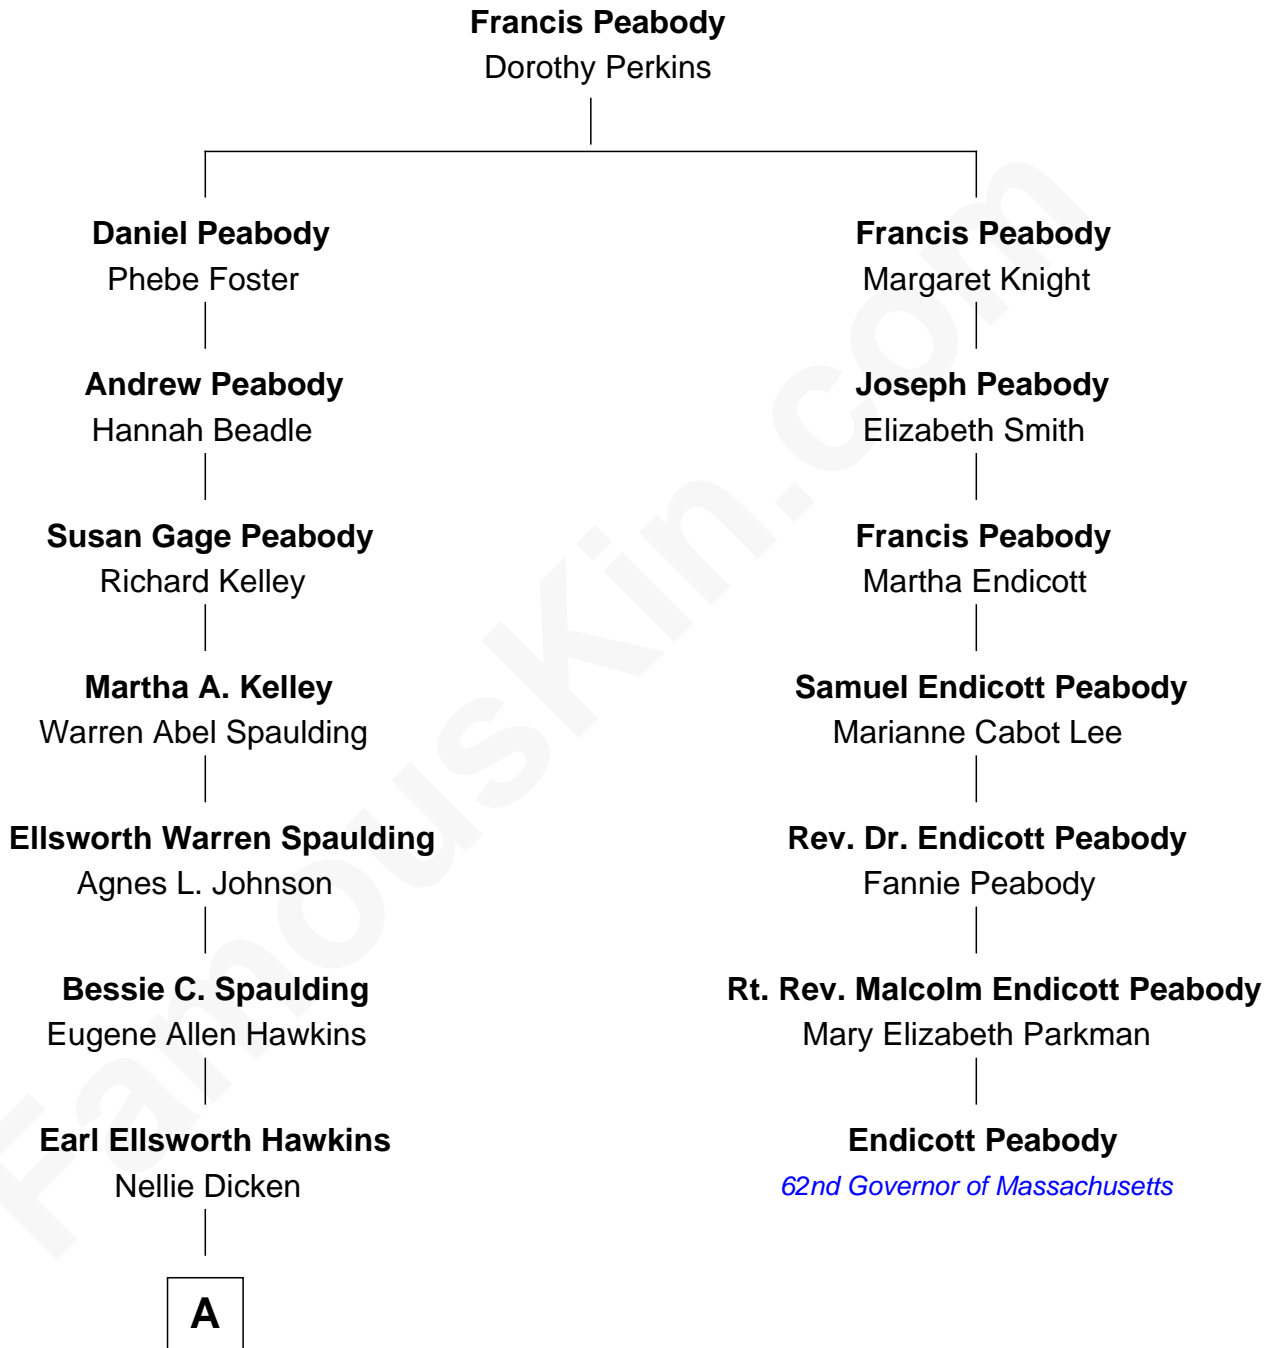 Francis Peabody
Dorothy Perkins
Daniel Peabody
Phebe Foster
Andrew Peabody
Hannah Beadle
Susan Gage Peabody
Richard Kelley
Martha A. Kelley
Warren Abel Spaulding
Ellsworth Warren Spaulding
Agnes L. Johnson
Bessie C. Spaulding
Eugene Allen Hawkins
Earl Ellsworth Hawkins
Nellie Dicken
A
Francis Peabody
Margaret Knight
Joseph Peabody
Elizabeth Smith
Francis Peabody
Martha Endicott
Samuel Endicott Peabody
Marianne Cabot Lee
Rev. Dr. Endicott Peabody
Fannie Peabody
Rt. Rev. Malcolm Endicott Peabody
Mary Elizabeth Parkman
Endicott Peabody
62nd Governor of Massachusetts
FamousKin.com